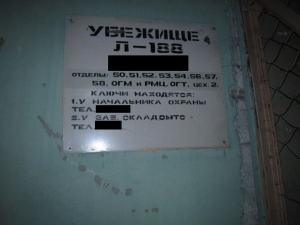 УБЕЖИЩЕ
Л-188
ОТДЕЛЫ: 50,51,52,53,54,56,57,
58, ОГМ и РМЦ, ОГТ, цех.2.
КЛЮЧИ НАХОДЯТСЯ:
1.У НАЧАЛЬНИКА ОХРАНЫ
ТЕЛ.
2.У ЗАВ. СКЛАДОМ ТС
ТЕЛ.